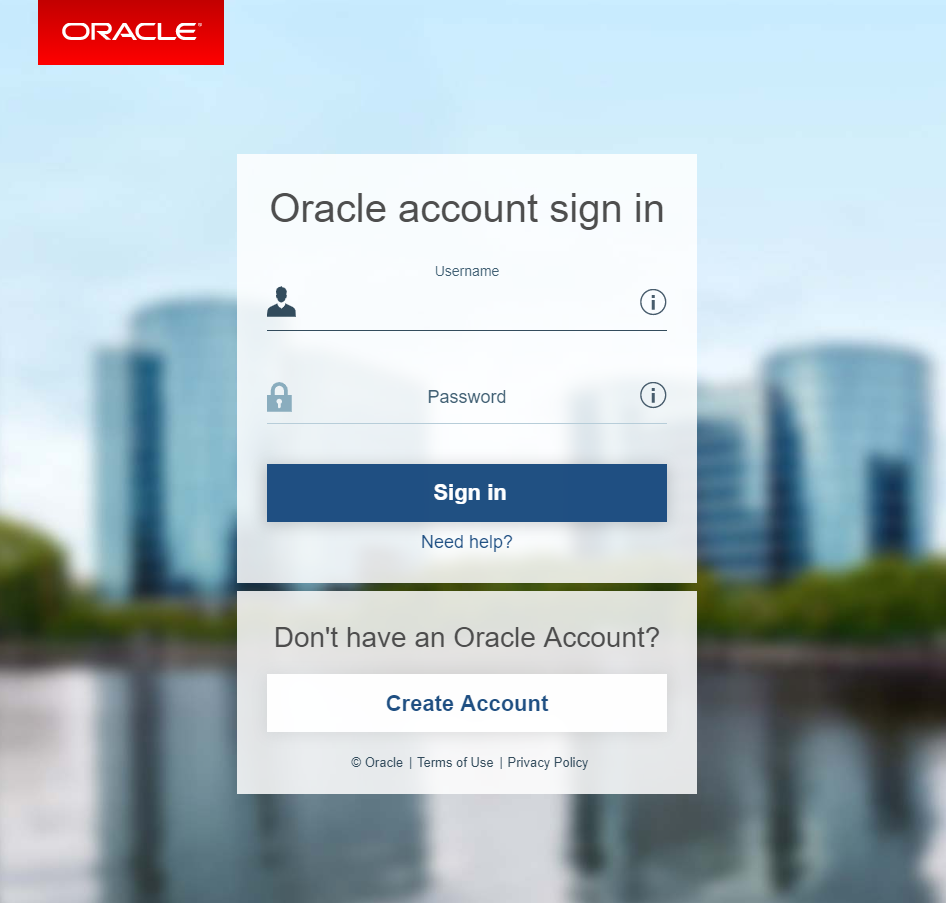 ORACLE®
Oracle account sign in
Username
Password
Sign in
Need help?
Don't have an Oracle Account?
Create Account
© Oracle | Terms of Use | Privacy Policy